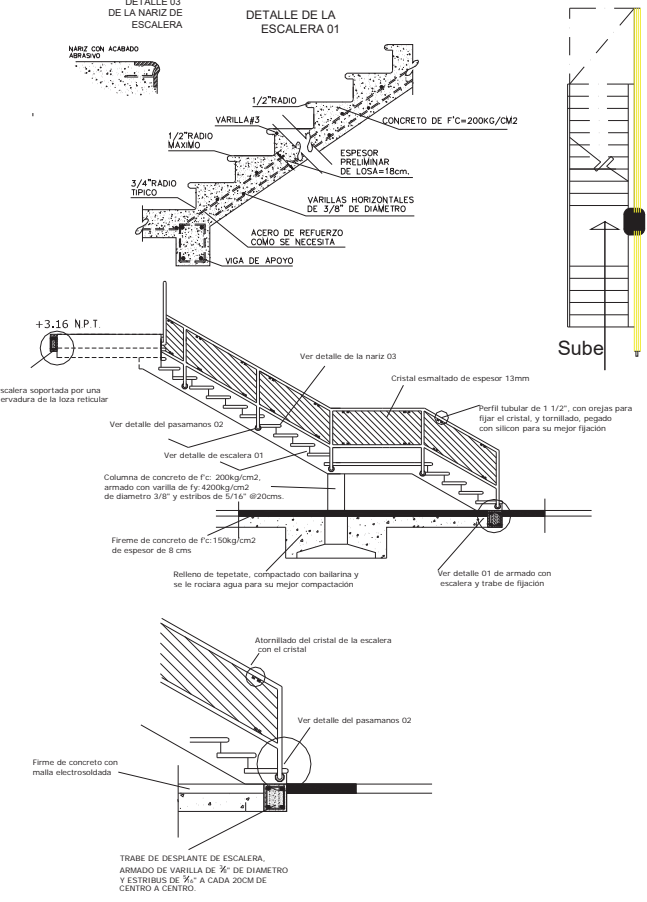 DETALLE 03
DE LA NARIZ DE
ESCALERA
DETALLE DE LA
ESCALERA 01
NARIZ CON ACABADO
ABRASIVO
1/2"RADIO
VARILLA#3
CONCRETO DE F'C=200KG/CM2
1/2"RADIO
MAXIMO
ESPESOR
PRELIMINAR
DE LOSA=18cm,
3/4"RADIO
TIPICO
VARILLAS HORIZONTALES
DE 3/8" DE DIAMETRO
ACERO DE REFUERZO
COMO SE NECESITA
VIGA DE APOYO
Sube
+3.16 N.P.T.
Ver detalle de la nariz 03
Cristal esmaltado de espesor 13mm
scalera soportada por una
ervadura de la loza reticular
Perfil tubular de 1 1/2", con orejas para
fijar el cristal, y tornillado, pegado
con silicon para su mejor fijación
Ver detalle del pasamanos 02
Ver detalle de escalera 01
Columna de concreto de f'c: 200kg/cm2,
armado con varilla de fy:4200kg/cm2
de diametro 3/8" y estribos de 5/16" @20cms.
Fireme de concreto de f'c:150kg/cm2
de espesor de 8 cms
Relleno de tepetate, compactado con bailarina y
se le rociara agua para su mejor compactación
Ver detalle 01 de armado con
escalera y trabe de fijación
Atornillado del cristal de la escalera
con el cristal
Ver detalle del pasamanos 02
Firme de concreto con
malla electrosoldada
TRABE DE DESPLANTE DE ESCALERA,
ARMADO DE VARILLA DE ⅜" DE DIAMETRO
Y ESTRIBUS DE 5/16" A CADA 20CM DE
CENTRO A CENTRO.